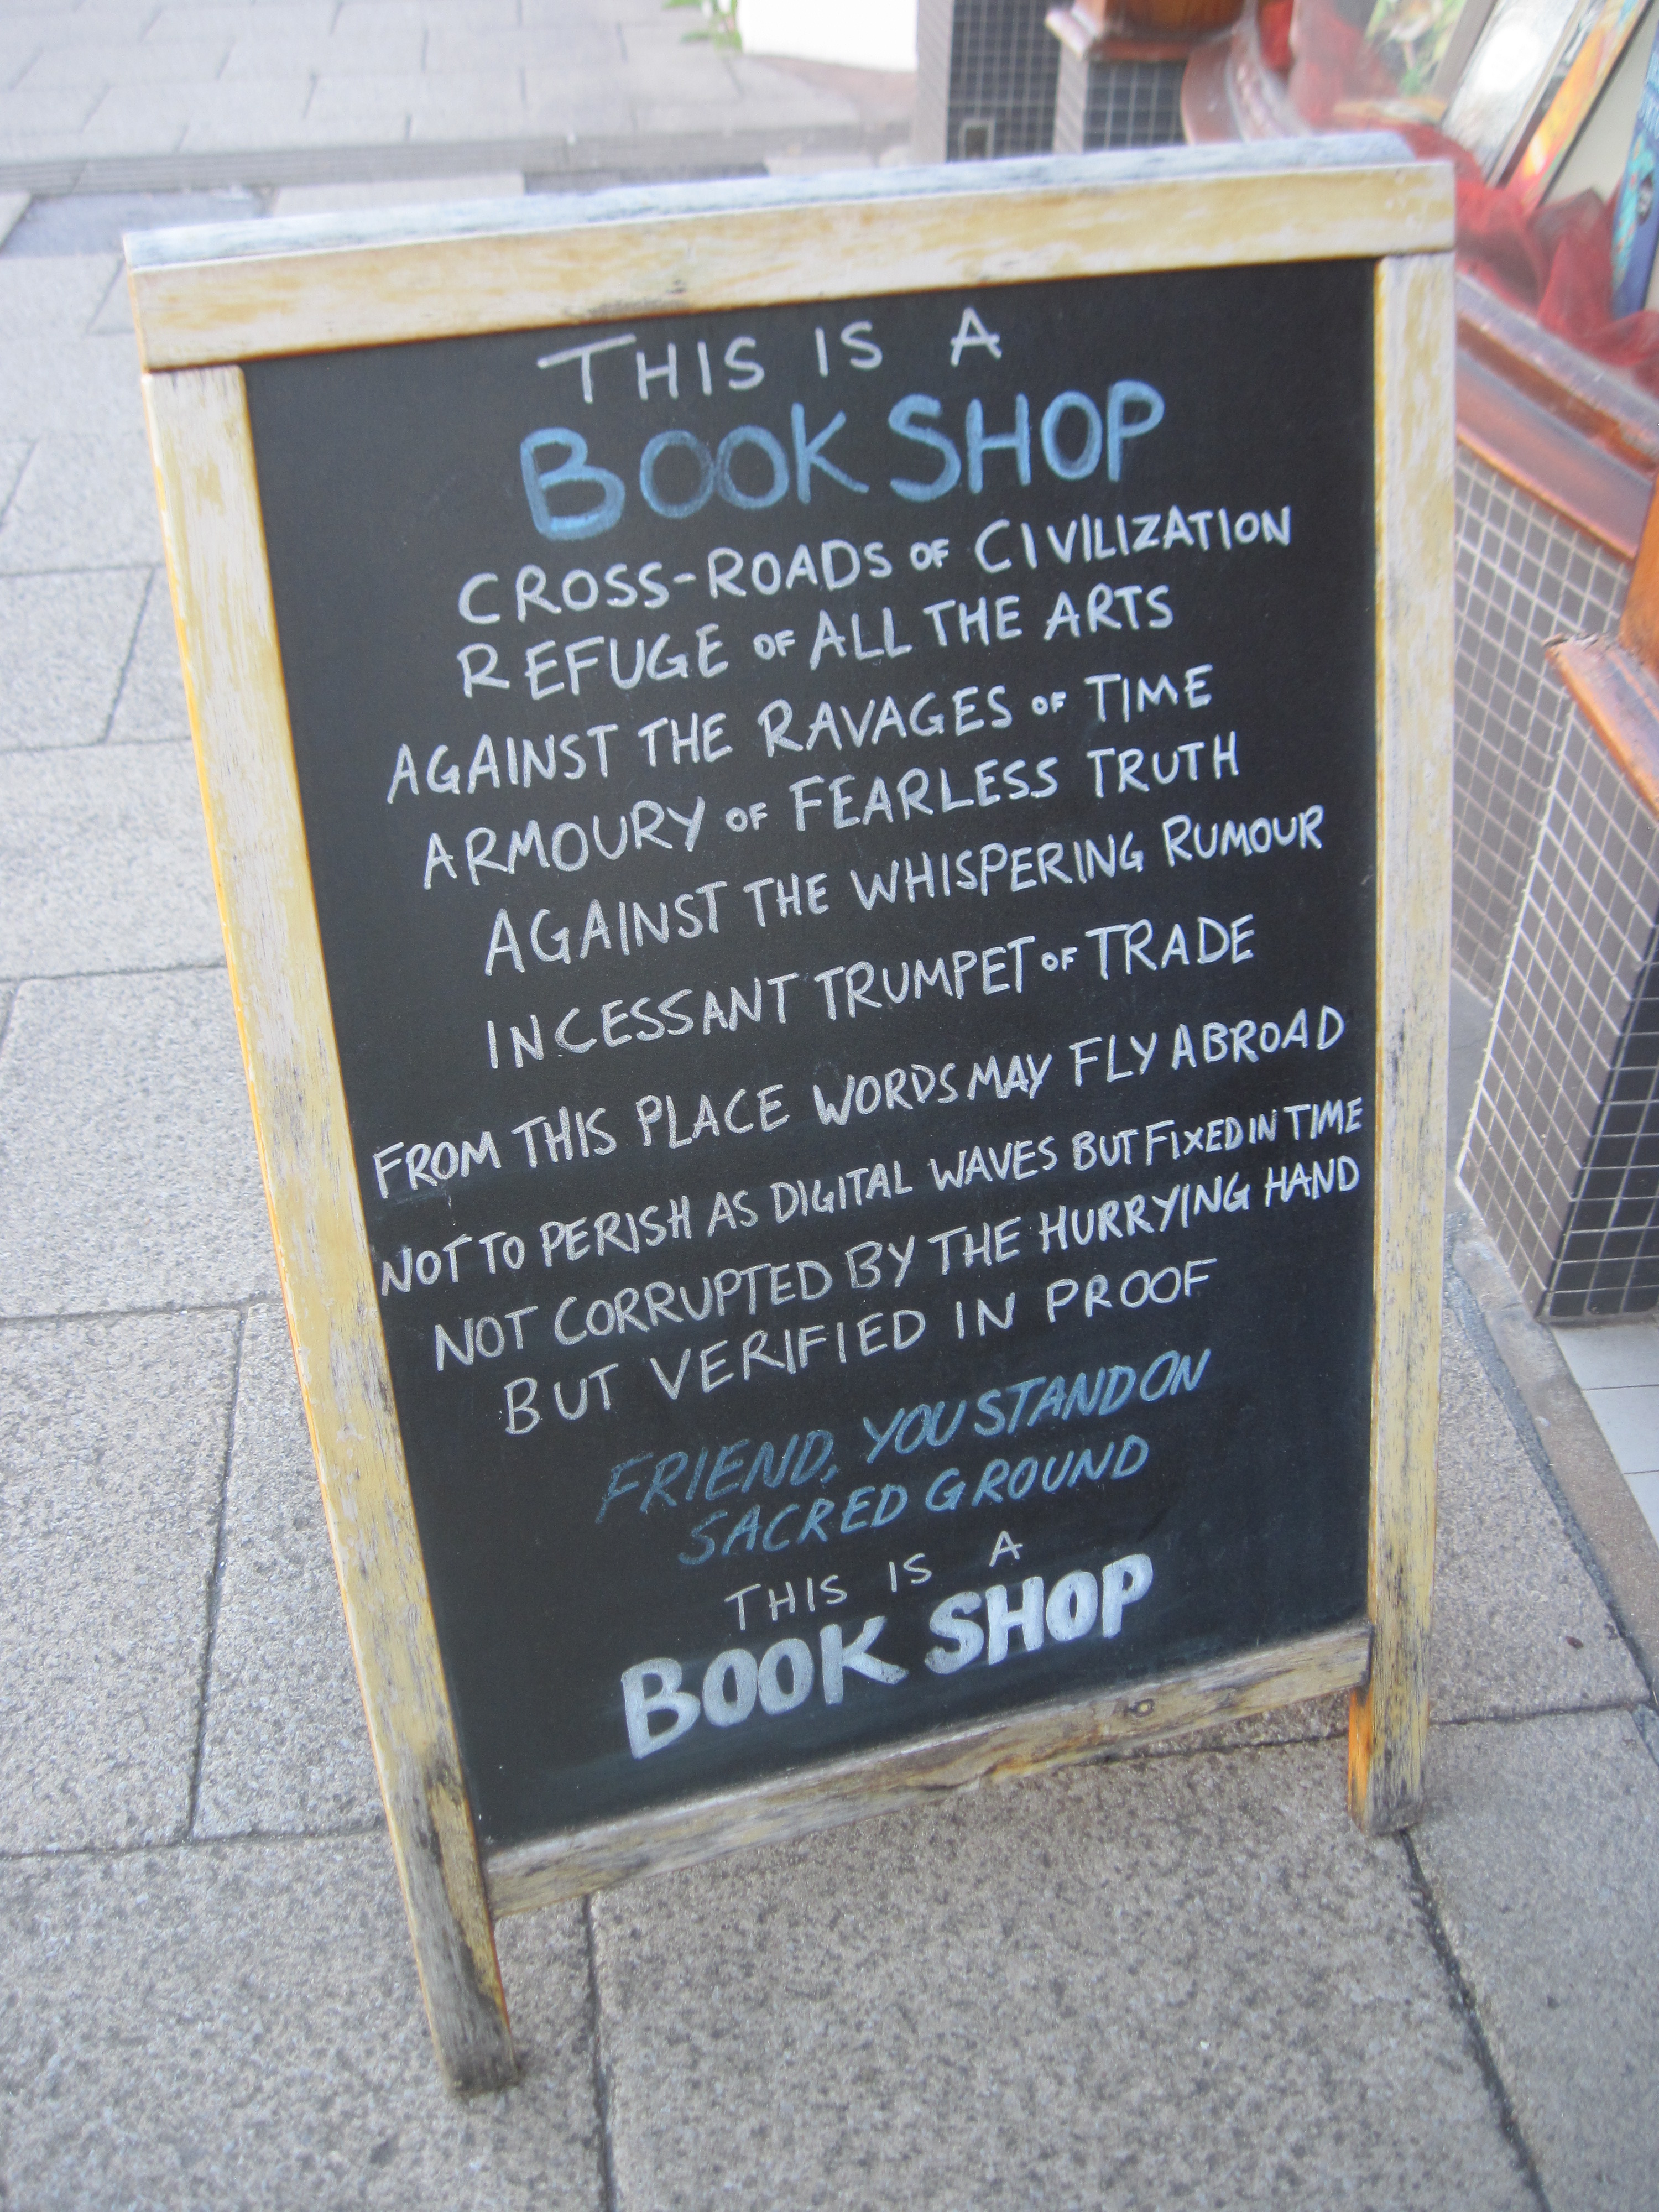 THIS IS A
BOOK SHOP
CROSS-ROADS OF CIVILIZATION
REFUGE OF ALL THE ARTS
AGAINST THE RAVAGES OF TIME
ARMOURY OF FEARLESS TRUTH
AGAINST THE WHISPERING RUMOUR
INCESSANT TRUMPET OF TRADE
FROM THIS PLACE WORDS MAY FLY ABROAD
NOT TO PERISH AS DIGITAL WAVES BUT FIXED IN TIME
NOT CORRUPTED BY THE HURRYING HAND
BUT VERIFIED IN PROOF
FRIEND, YOU STAND ON
SACRED GROUND
THIS IS A
BOOK SHOP